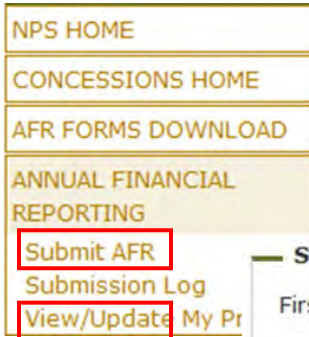 NPS HOME
CONCESSIONS HOME
AFR FORMS DOWNLOAD
ANNUAL FINANCIAL
REPORTING
Submit AFR
Submission Log
View/Update My Pr
S
Firs